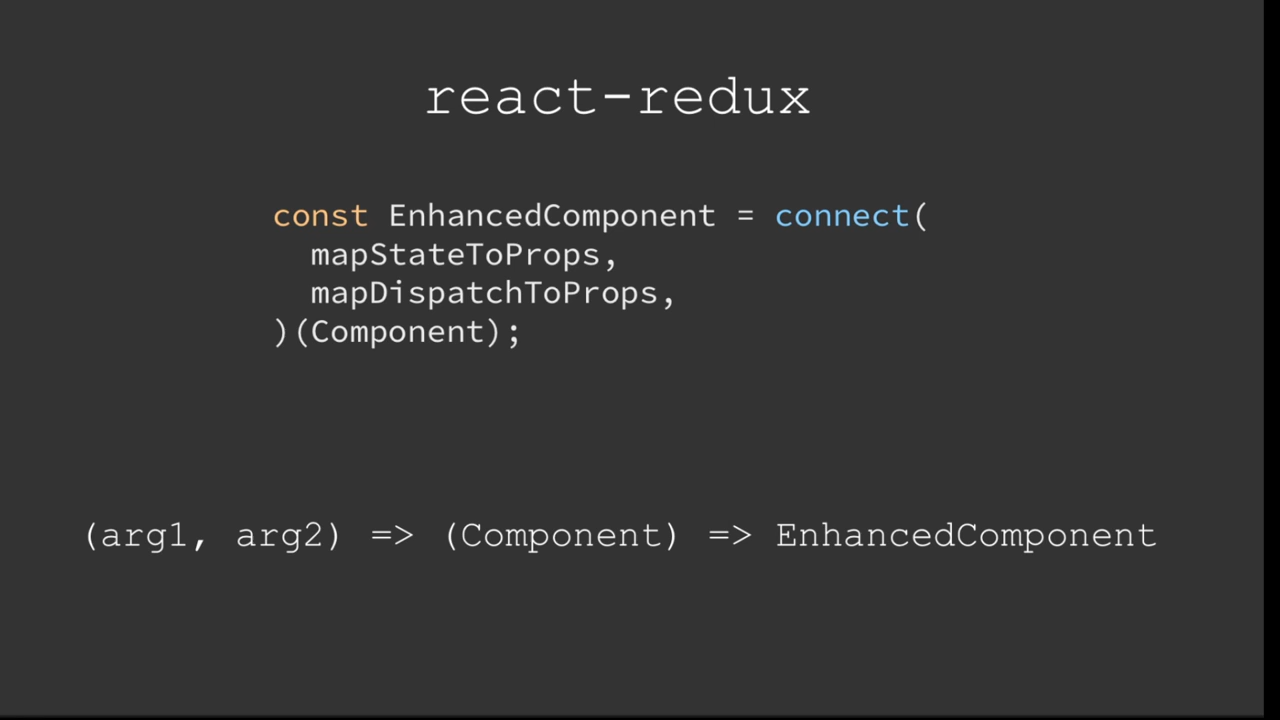 react-redux
const EnhancedComponent = connect(
  mapStateToProps,
  mapDispatchToProps,
)(Component);
(arg1, arg2) => (Component) => EnhancedComponent